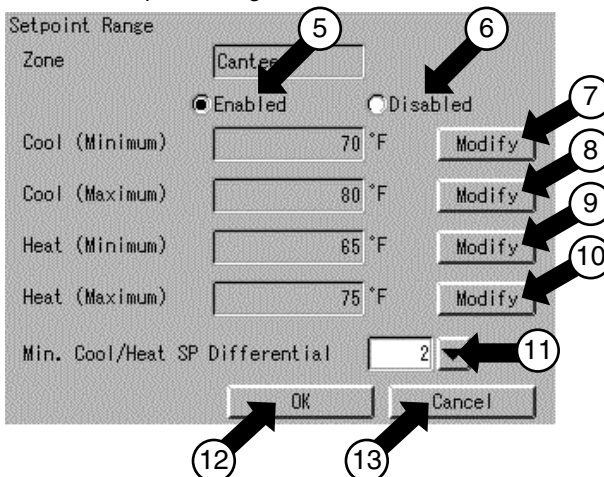 Setpoint Range
5 6
Zone
Enabled Disabled
7
Cool (Minimum) 70 °F Modify
8
Cool (Maximum) 80 °F Modify
9
Heat (Minimum) 65 °F Modify
10
Heat (Maximum) 75 °F Modify
Min. Cool/Heat SP Differential 2 11
OK Cancel
12 13